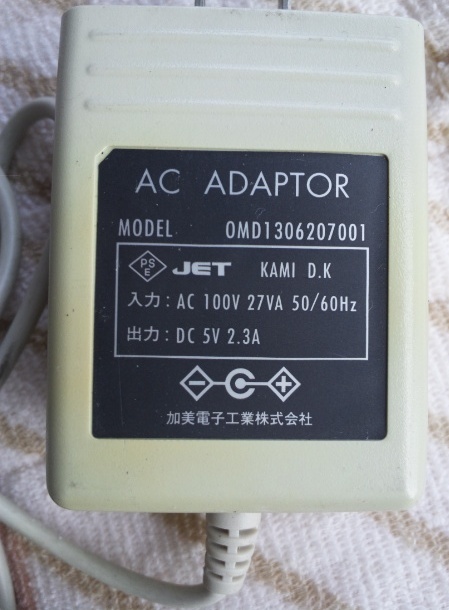 AC ADAPTOR
MODEL OMD1306207001
PS E JET KAMI D.K
入力: AC 100V 27VA 50/60Hz
出力: DC 5V 2.3A
加美電子工業株式会社